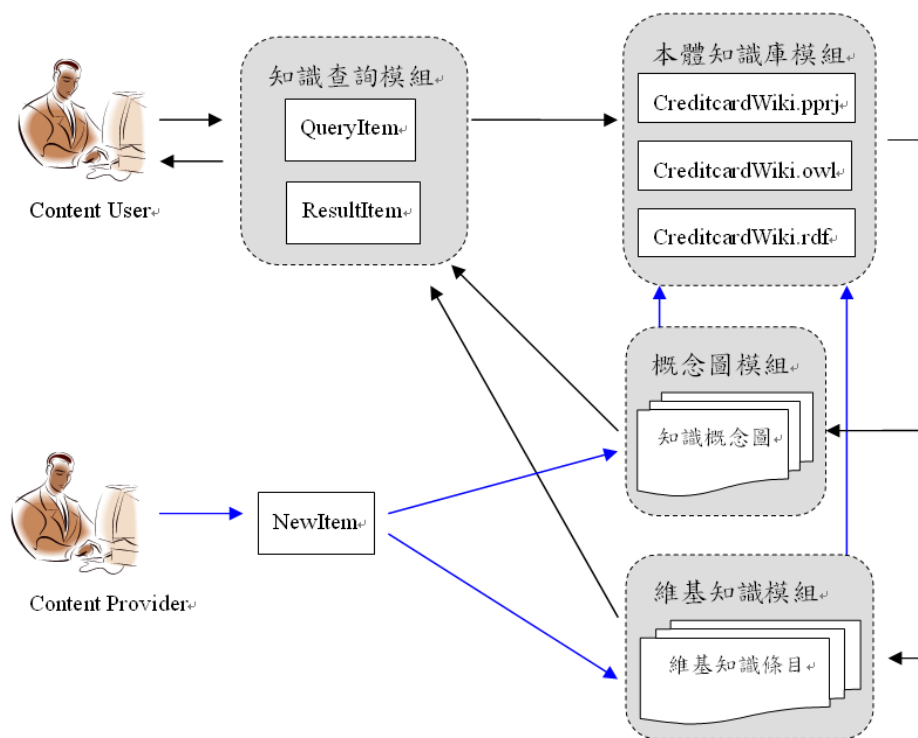 知識查詢模組
QueryItem
ResultItem
本體知識庫模組
CreditcardWiki.pprj
CreditcardWiki.owl
CreditcardWiki.rdf
Content User
概念圖模組
知識概念圖
NewItem
Content Provider
維基知識模組
維基知識條目